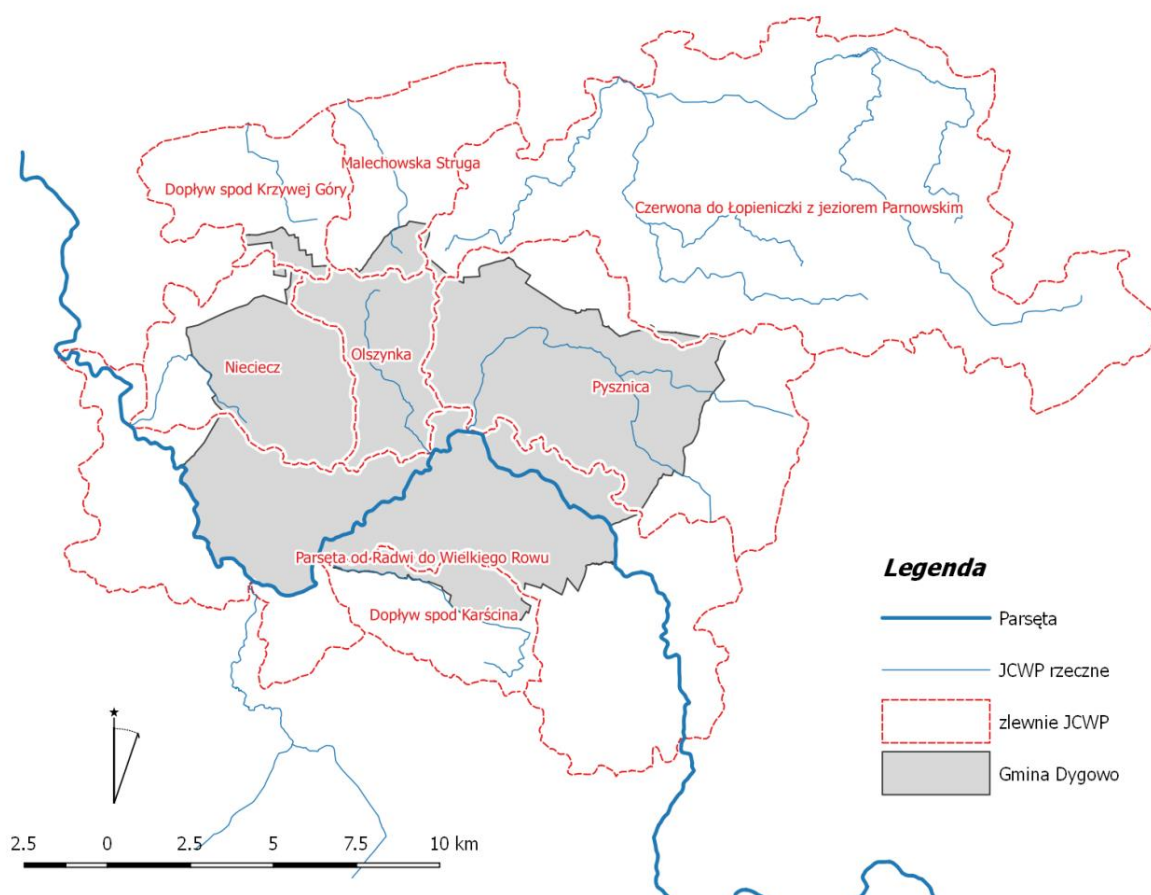 Malechowska Struga
Dopływ spod Krzywej Góry
Czerwona do Łopieniczki z jeziorem Parnowskim
Olszynka
Nieciecz
Pysznica
Parsęta od Radwi do Wielkiego Rowu
Dopływ spod Karścina
Legenda
Parsęta
JCWP rzeczne
zlewnie JCWP
Gmina Dygowo
2.5 0 2.5 5 7.5 10 km